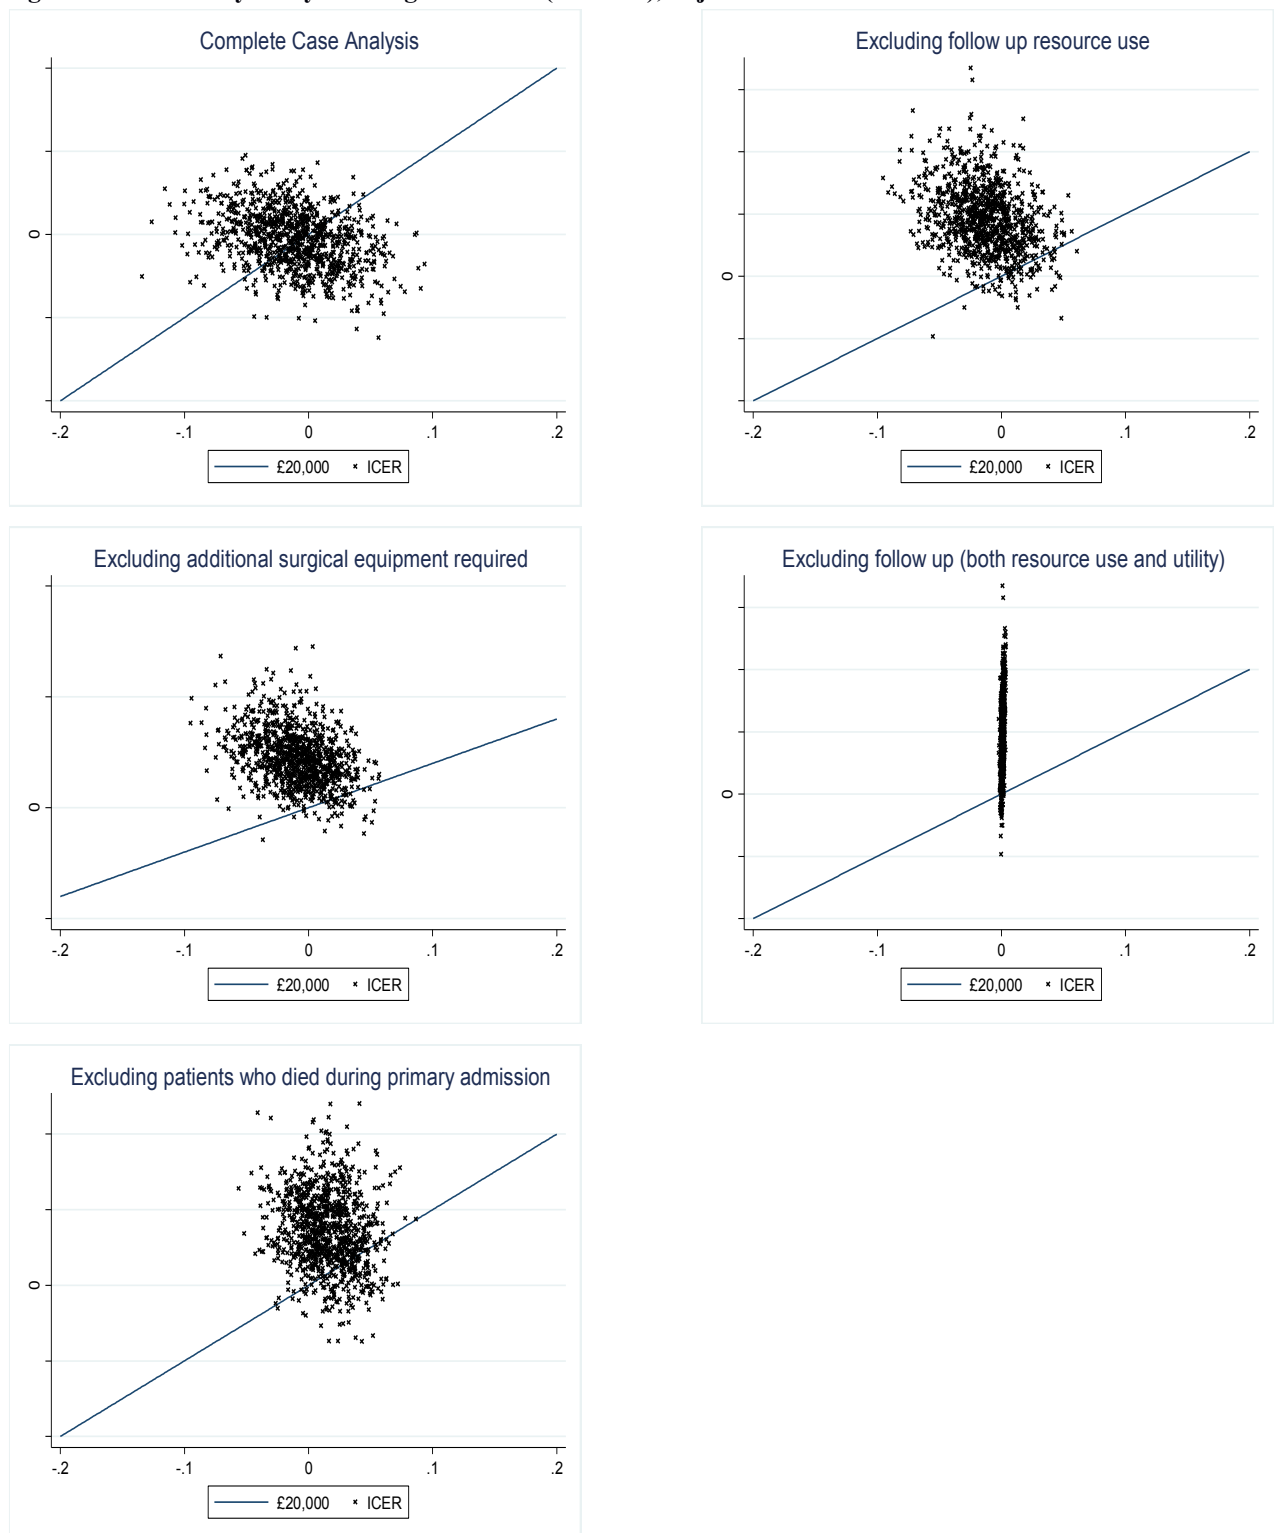 Complete Case Analysis
0
-.2 -.1 0 .1 .2
£20,000 × ICER
Excluding follow up resource use
0
-.2 -.1 0 .1 .2
£20,000 × ICER
Excluding additional surgical equipment required
0
-.2 -.1 0 .1 .2
£20,000 × ICER
Excluding follow up (both resource use and utility)
0
-.2 -.1 0 .1 .2
£20,000 × ICER
Excluding patients who died during primary admission
0
-.2 -.1 0 .1 .2
£20,000 × ICER